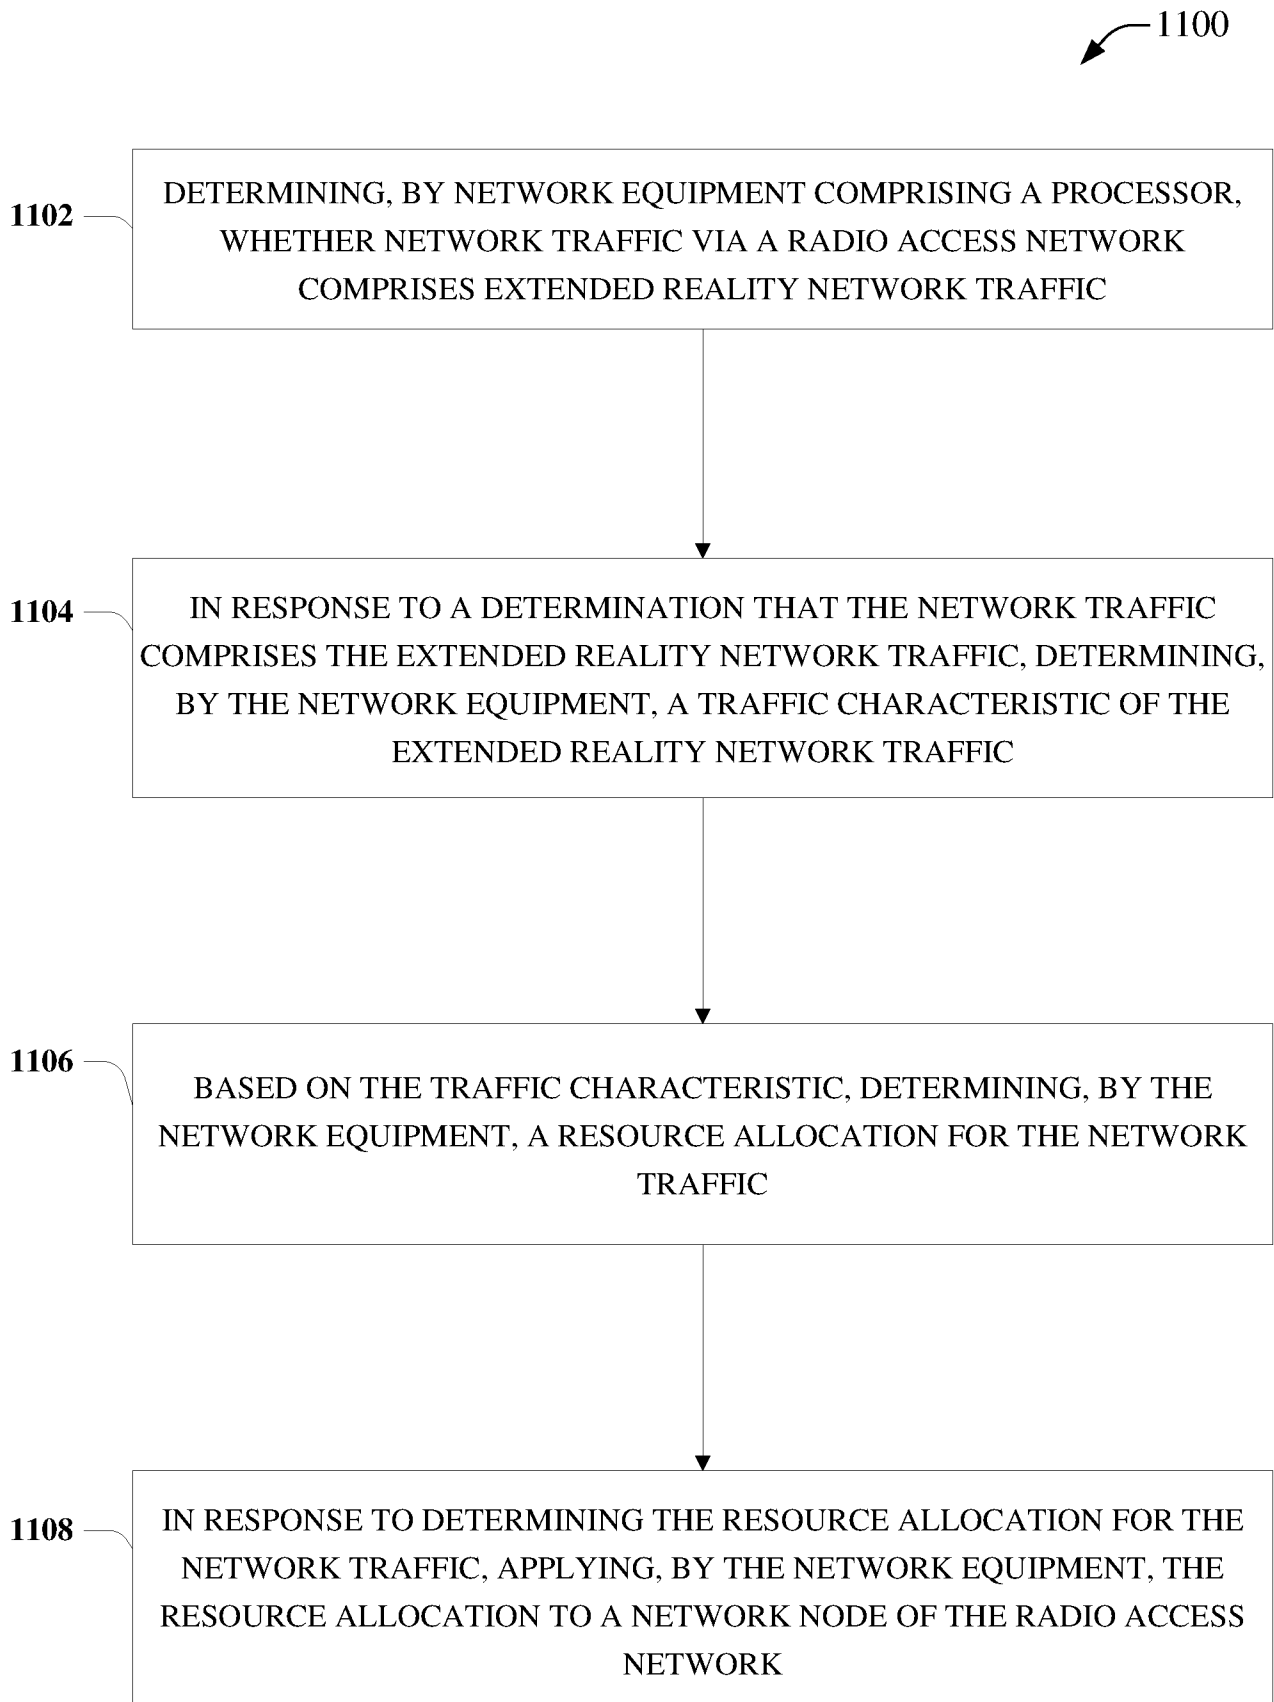 1100
1102
DETERMINING, BY NETWORK EQUIPMENT COMPRISING A PROCESSOR,
WHETHER NETWORK TRAFFIC VIA A RADIO ACCESS NETWORK
COMPRISES EXTENDED REALITY NETWORK TRAFFIC
1104
IN RESPONSE TO A DETERMINATION THAT THE NETWORK TRAFFIC
COMPRISES THE EXTENDED REALITY NETWORK TRAFFIC, DETERMINING,
BY THE NETWORK EQUIPMENT, A TRAFFIC CHARACTERISTIC OF THE
EXTENDED REALITY NETWORK TRAFFIC
1106
BASED ON THE TRAFFIC CHARACTERISTIC, DETERMINING, BY THE
NETWORK EQUIPMENT, A RESOURCE ALLOCATION FOR THE NETWORK
TRAFFIC
1108
IN RESPONSE TO DETERMINING THE RESOURCE ALLOCATION FOR THE
NETWORK TRAFFIC, APPLYING, BY THE NETWORK EQUIPMENT, THE
RESOURCE ALLOCATION TO A NETWORK NODE OF THE RADIO ACCESS
NETWORK